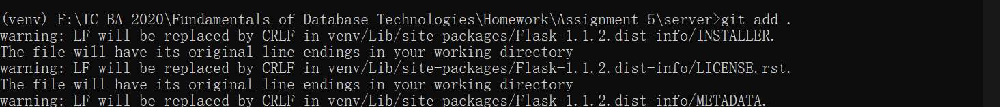 (venv) F:\IC_BA_2020\Fundamentals_of_Database_Technologies\Homework\Assignment_5\server>git add .
warning: LF will be replaced by CRLF in venv/Lib/site-packages/Flask-1.1.2.dist-info/INSTALLER.
The file will have its original line endings in your working directory
warning: LF will be replaced by CRLF in venv/Lib/site-packages/Flask-1.1.2.dist-info/LICENSE.rst.
The file will have its original line endings in your working directory
warning: LF will be replaced by CRLF in venv/Lib/site-packages/Flask-1.1.2.dist-info/METADATA.